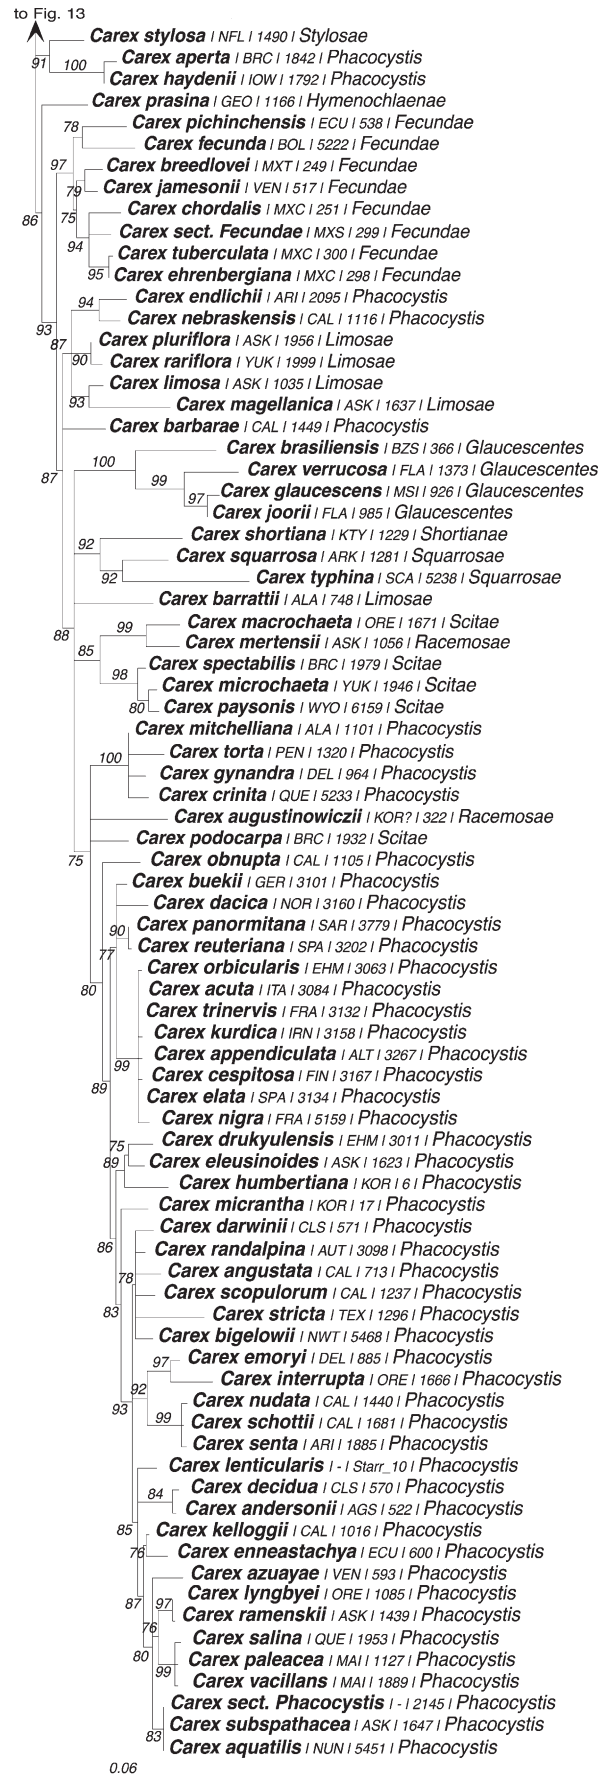 to Fig. 13
Carex stylosa | NFL | 1490 | Stylosae
91
100
Carex aperta | BRC | 1842 | Phacocystis
Carex haydenii | IOW | 1792 | Phacocystis
Carex prasina | GEO | 1166 | Hymenochlaenae
78
Carex pichinchensis | ECU | 538 | Fecundae
Carex fecunda | BOL | 5222 | Fecundae
97
Carex breedlovei | MXT | 249 | Fecundae
79
Carex jamesonii | VEN | 517 | Fecundae
86
75
Carex chordalis | MXC | 251 | Fecundae
94
Carex sect. Fecundae | MXS | 299 | Fecundae
Carex tuberculata | MXC | 300 | Fecundae
95
Carex ehrenbergiana | MXC | 298 | Fecundae
94
Carex endlichii | ARI | 2095 | Phacocystis
93
Carex nebraskensis | CAL | 1116 | Phacocystis
87
Carex pluriflora | ASK | 1956 | Limosae
90
Carex rariflora | YUK | 1999 | Limosae
Carex limosa | ASK | 1035 | Limosae
93
Carex magellanica | ASK | 1637 | Limosae
Carex barbarae | CAL | 1449 | Phacocystis
100
Carex brasiliensis | BZS | 366 | Glaucescentes
87
99
Carex verrucosa | FLA | 1373 | Glaucescentes
97
Carex glaucescens | MSI | 926 | Glaucescentes
Carex joorii | FLA | 985 | Glaucescentes
92
Carex shortiana | KTY | 1229 | Shortianae
Carex squarrosa | ARK | 1281 | Squarrosae
92
Carex typhina | SCA | 5238 | Squarrosae
Carex barrattii | ALA | 748 | Limosae
88
99
Carex macrochaeta | ORE | 1671 | Scitae
85
Carex mertensii | ASK | 1056 | Racemosae
98
Carex spectabilis | BRC | 1979 | Scitae
Carex microchaeta | YUK | 1946 | Scitae
80
Carex paysonis | WYO | 6159 | Scitae
Carex mitchelliana | ALA | 1101 | Phacocystis
100
Carex torta | PEN | 1320 | Phacocystis
Carex gynandra | DEL | 964 | Phacocystis
Carex crinita | QUE | 5233 | Phacocystis
Carex augustinowiczii | KOR? | 322 | Racemosae
Carex podocarpa | BRC | 1932 | Scitae
75
Carex obnupta | CAL | 1105 | Phacocystis
Carex buekii | GER | 3101 | Phacocystis
Carex dacica | NOR | 3160 | Phacocystis
90
Carex panormitana | SAR | 3779 | Phacocystis
77
Carex reuteriana | SPA | 3202 | Phacocystis
Carex orbicularis | EHM | 3063 | Phacocystis
80
Carex acuta | ITA | 3084 | Phacocystis
Carex trinervis | FRA | 3132 | Phacocystis
Carex kurdica | IRN | 3158 | Phacocystis
99
Carex appendiculata | ALT | 3267 | Phacocystis
89
Carex cespitosa | FIN | 3167 | Phacocystis
Carex elata | SPA | 3134 | Phacocystis
Carex nigra | FRA | 5159 | Phacocystis
75
Carex drukyulensis | EHM | 3011 | Phacocystis
89
Carex eleusinoides | ASK | 1623 | Phacocystis
Carex humbertiana | KOR | 6 | Phacocystis
Carex micrantha | KOR | 17 | Phacocystis
Carex darwinii | CLS | 571 | Phacocystis
86
Carex randalpina | AUT | 3098 | Phacocystis
78
Carex angustata | CAL | 713 | Phacocystis
Carex scopulorum | CAL | 1237 | Phacocystis
83
Carex stricta | TEX | 1296 | Phacocystis
Carex bigelowii | NWT | 5468 | Phacocystis
97
Carex emoryi | DEL | 885 | Phacocystis
92
Carex interrupta | ORE | 1666 | Phacocystis
93
Carex nudata | CAL | 1440 | Phacocystis
99
Carex schottii | CAL | 1681 | Phacocystis
Carex senta | ARI | 1885 | Phacocystis
Carex lenticularis | - | Starr_10 | Phacocystis
84
Carex decidua | CLS | 570 | Phacocystis
Carex andersonii | AGS | 522 | Phacocystis
85
Carex kelloggii | CAL | 1016 | Phacocystis
76
Carex enneastachya | ECU | 600 | Phacocystis
Carex azuayae | VEN | 593 | Phacocystis
87
97
Carex lyngbyei | ORE | 1085 | Phacocystis
76
Carex ramenskii | ASK | 1439 | Phacocystis
80
Carex salina | QUE | 1953 | Phacocystis
99
Carex paleacea | MAI | 1127 | Phacocystis
Carex vacillans | MAI | 1889 | Phacocystis
Carex sect. Phacocystis | - | 2145 | Phacocystis
83
Carex subspathacea | ASK | 1647 | Phacocystis
Carex aquatilis | NUN | 5451 | Phacocystis
0.06